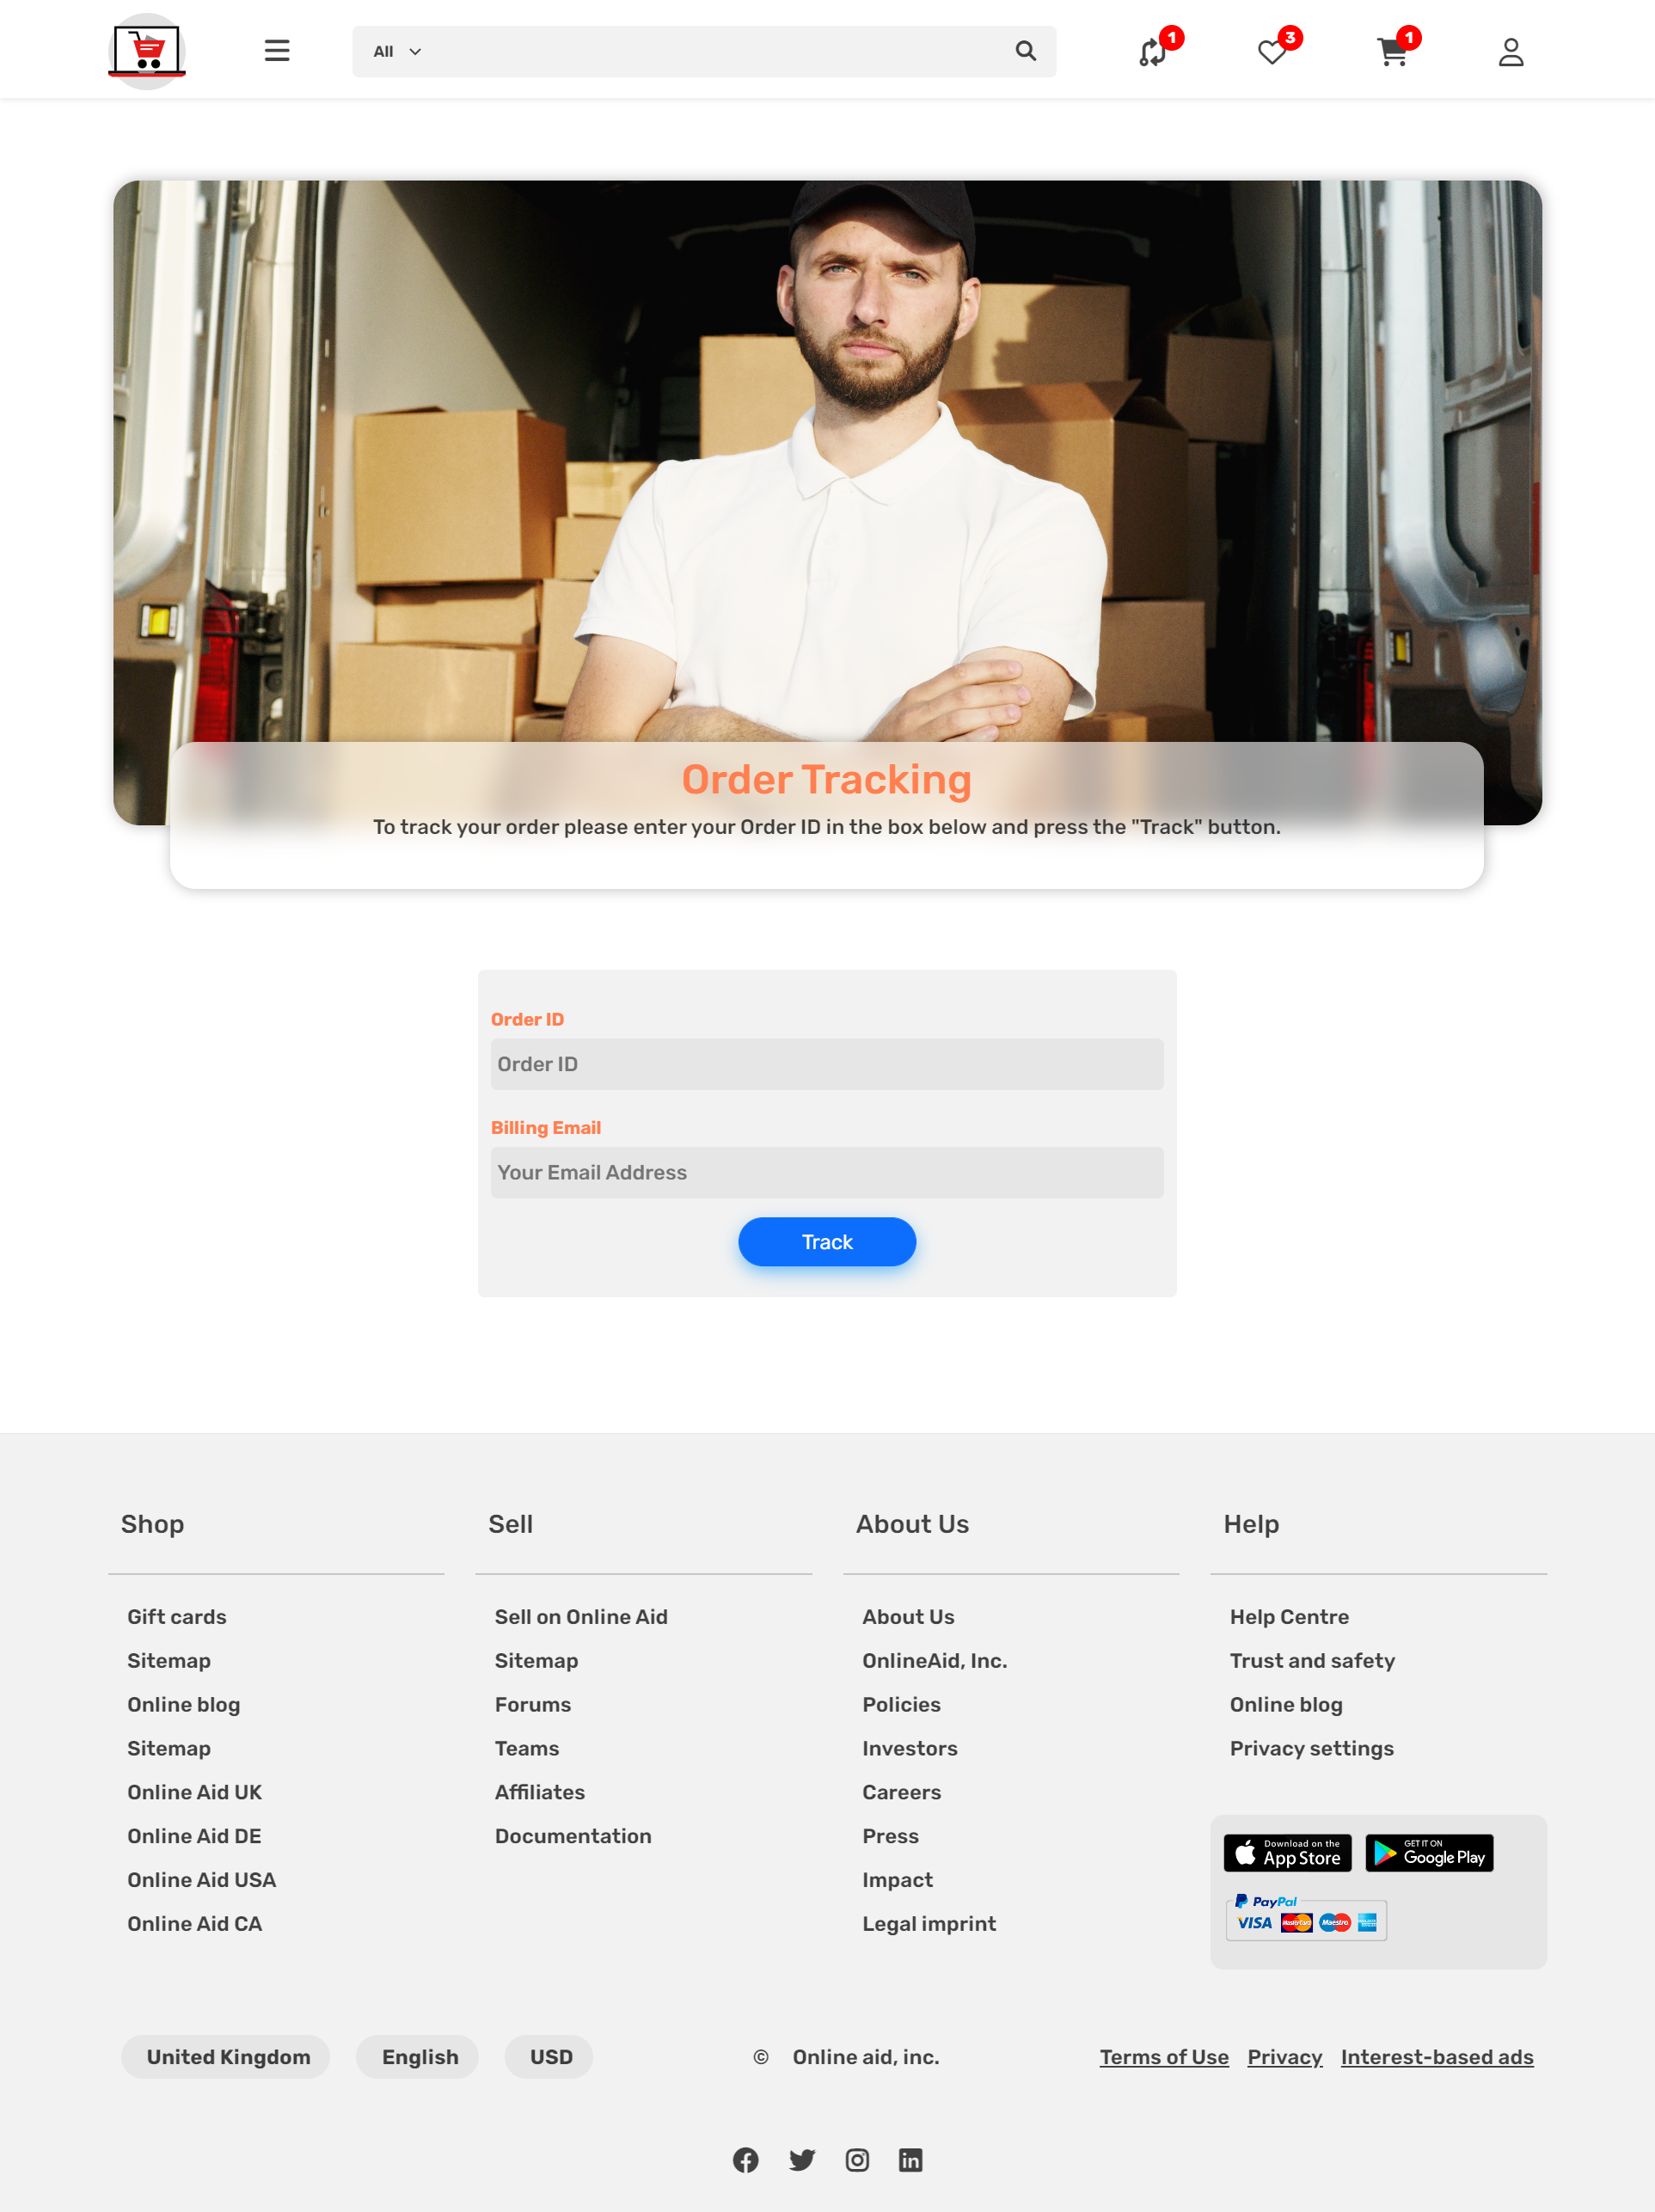 All
1
3
1
Order Tracking
To track your order please enter your Order ID in the box below and press the "Track" button.
Order ID
Order ID
Billing Email
Your Email Address
Track
Shop
Gift cards
Sitemap
Online blog
Sitemap
Online Aid UK
Online Aid DE
Online Aid USA
Online Aid CA
Sell
Sell on Online Aid
Sitemap
Forums
Teams
Affiliates
Documentation
About Us
About Us
OnlineAid, Inc.
Policies
Investors
Careers
Press
Impact
Legal imprint
Help
Help Centre
Trust and safety
Online blog
Privacy settings
Download on the
App Store
GET IT ON
Google Play
PayPal
VISA MasterCard Maestro
United Kingdom English USD
© Online aid, inc.
Terms of Use Privacy Interest-based ads